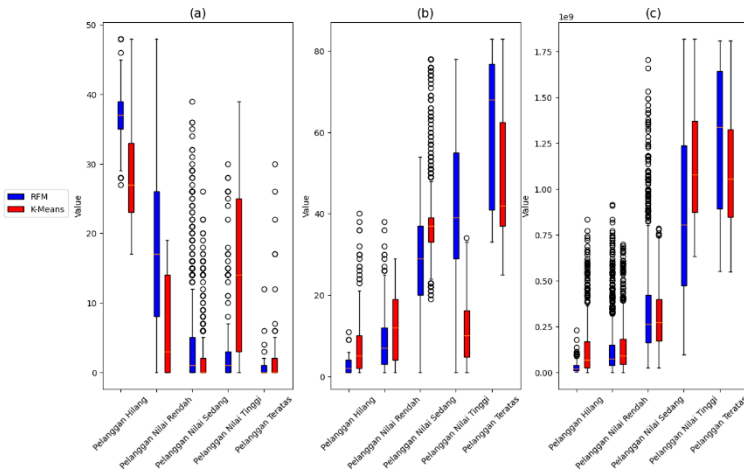 (a)
(b)
(c)
1e9
50
40
30
20
10
0
Value
80
60
40
20
0
Value
1.75
1.50
1.25
1.00
0.75
0.50
0.25
0.00
Value
RFM
K-Means
Pelanggan Hilang
Pelanggan Nilai Rendah
Pelanggan Nilai Sedang
Pelanggan Nilai Tinggi
Pelanggan Teratas
Pelanggan Hilang
Pelanggan Nilai Rendah
Pelanggan Nilai Sedang
Pelanggan Nilai Tinggi
Pelanggan Teratas
Pelanggan Hilang
Pelanggan Nilai Rendah
Pelanggan Nilai Sedang
Pelanggan Nilai Tinggi
Pelanggan Teratas